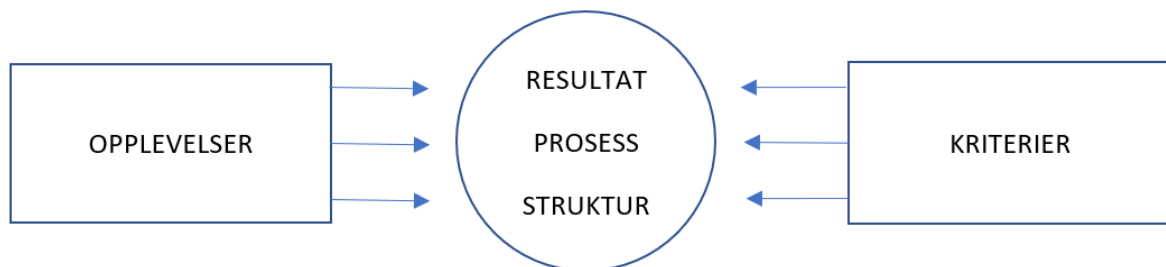 RESULTAT
OPPLEVELSER
PROSESS
KRITERIER
STRUKTUR